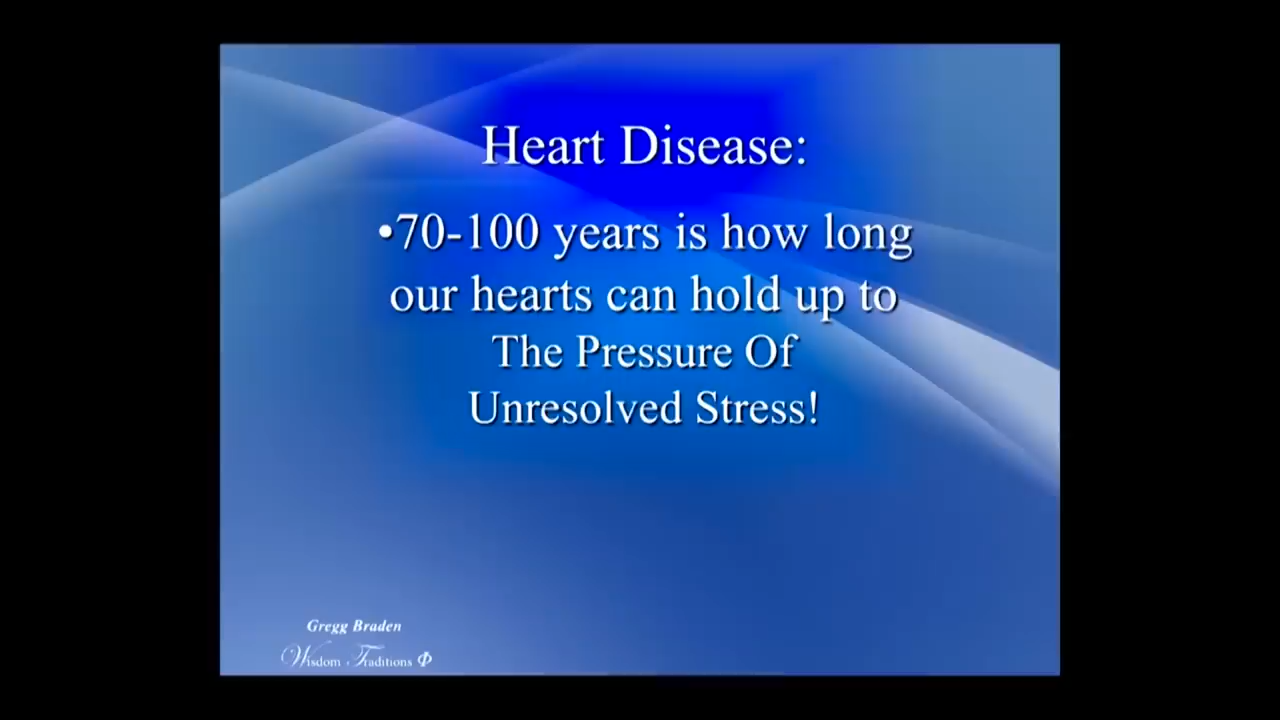 Heart Disease:
•70-100 years is how long
our hearts can hold up to
The Pressure Of
Unresolved Stress!
Gregg Braden
Wisdom · Traditions Φ